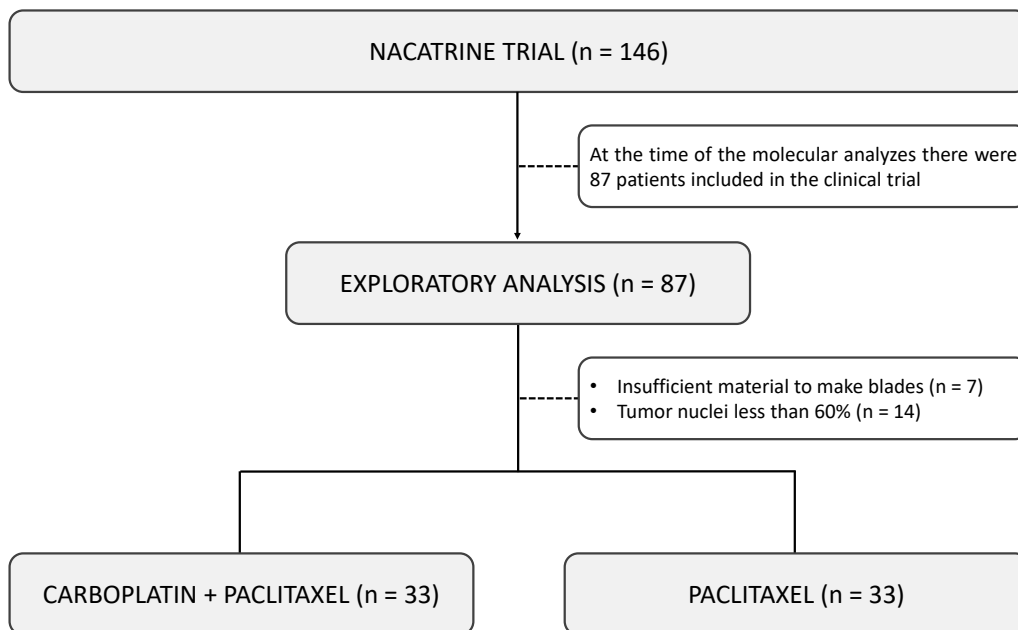 NACATRINE TRIAL (n = 146)
At the time of the molecular analyzes there were
87 patients included in the clinical trial
EXPLORATORY ANALYSIS (n = 87)
• Insufficient material to make blades (n = 7)
• Tumor nuclei less than 60% (n = 14)
CARBOPLATIN + PACLITAXEL (n = 33)
PACLITAXEL (n = 33)